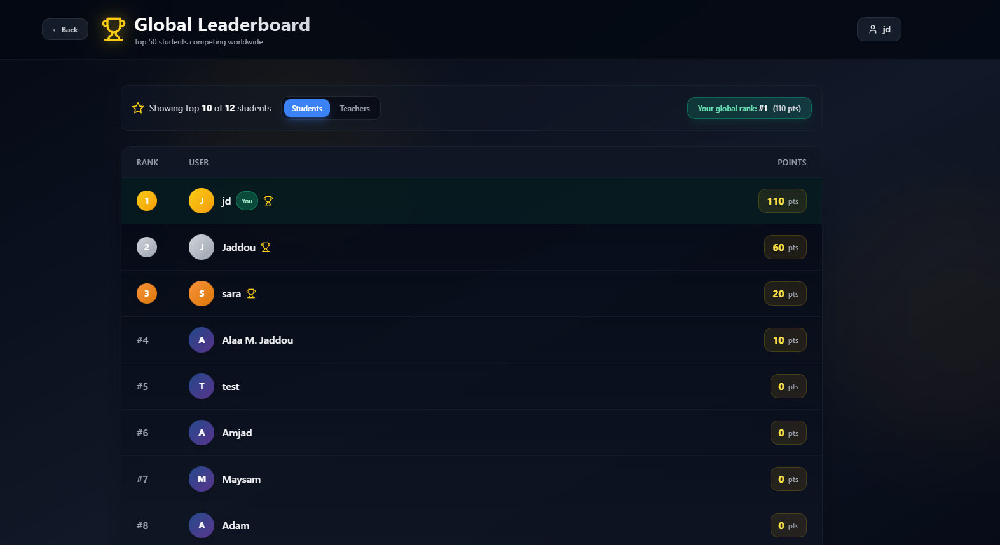 ← Back
Global Leaderboard
Top 50 students competing worldwide
jd
Showing top 10 of 12 students
Students
Teachers
Your global rank: #1 (110 pts)
RANK USER POINTS
1 J jd You 110 pts
2 J Jaddou 60 pts
3 S sara 20 pts
#4 A Alaa M. Jaddou 10 pts
#5 T test 0 pts
#6 A Amjad 0 pts
#7 M Maysam 0 pts
#8 A Adam 0 pts